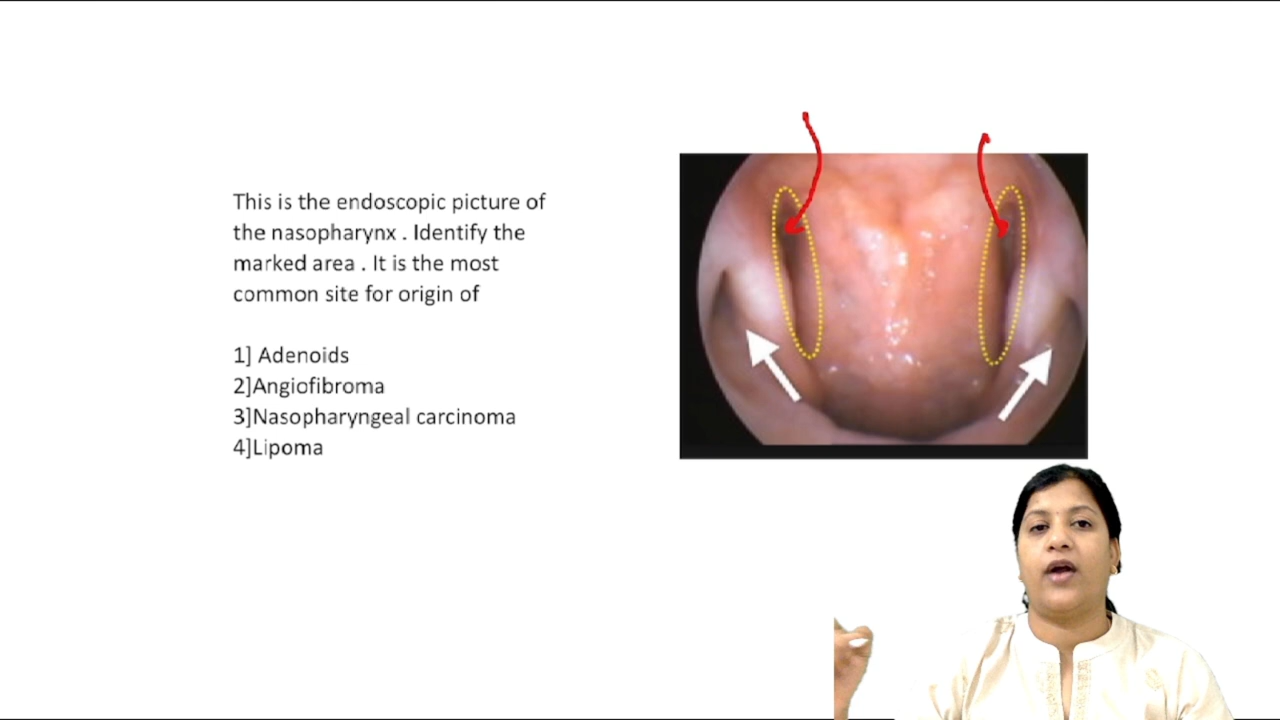 This is the endoscopic picture of
the nasopharynx . Identify the
marked area . It is the most
common site for origin of
1] Adenoids
2]Angiofibroma
3]Nasopharyngeal carcinoma
4]Lipoma